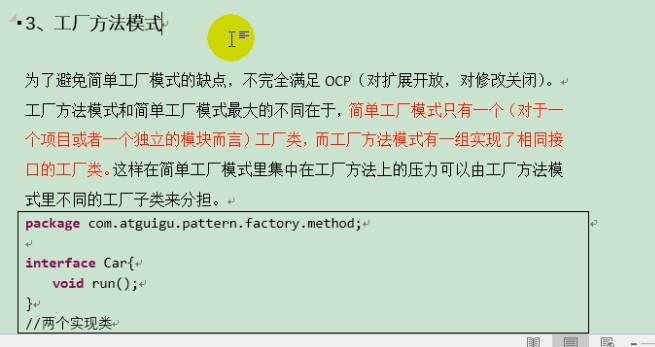 3、工厂方法模式
为了避免简单工厂模式的缺点，不完全满足 OCP（对扩展开放，对修改关闭）。
工厂方法模式和简单工厂模式最大的不同在于，简单工厂模式只有一个（对于一
个项目或者一个独立的模块而言）工厂类，而工厂方法模式有一组实现了相同接
口的工厂类。这样在简单工厂模式里集中在工厂方法上的压力可以由工厂方法模
式里不同的工厂子类来分担。
package com.atguigu.pattern.factory.method;
interface Car{
void run();
}
//两个实现类